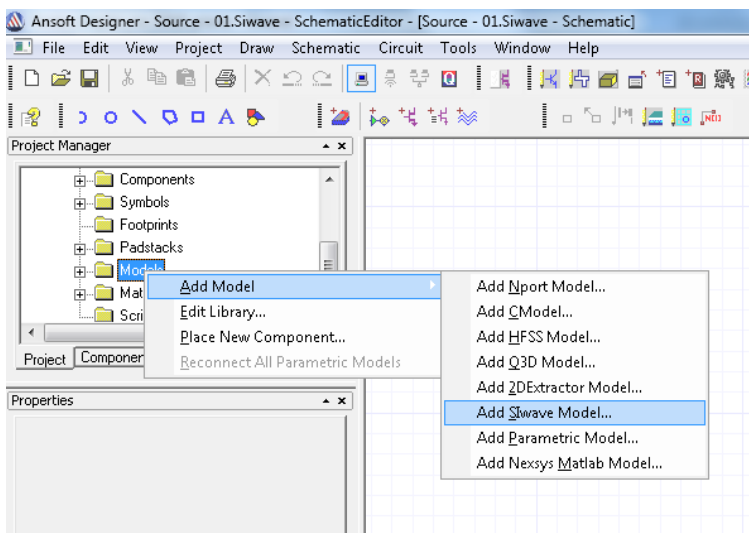 Ansoft Designer - Source - 01.Siwave - SchematicEditor - [Source - 01.Siwave - Schematic]
File Edit View Project Draw Schematic Circuit Tools Window Help
Project Manager
Components
Symbols
Footprints
Padstacks
Models
Mat
Scri
Project Componen
Add Model
Edit Library...
Place New Component...
Reconnect All Parametric Models
Add Nport Model...
Add CModel...
Add HFSS Model...
Add Q3D Model...
Add 2DExtractor Model...
Add SIwave Model...
Add Parametric Model...
Add Nexsys Matlab Model...
Properties